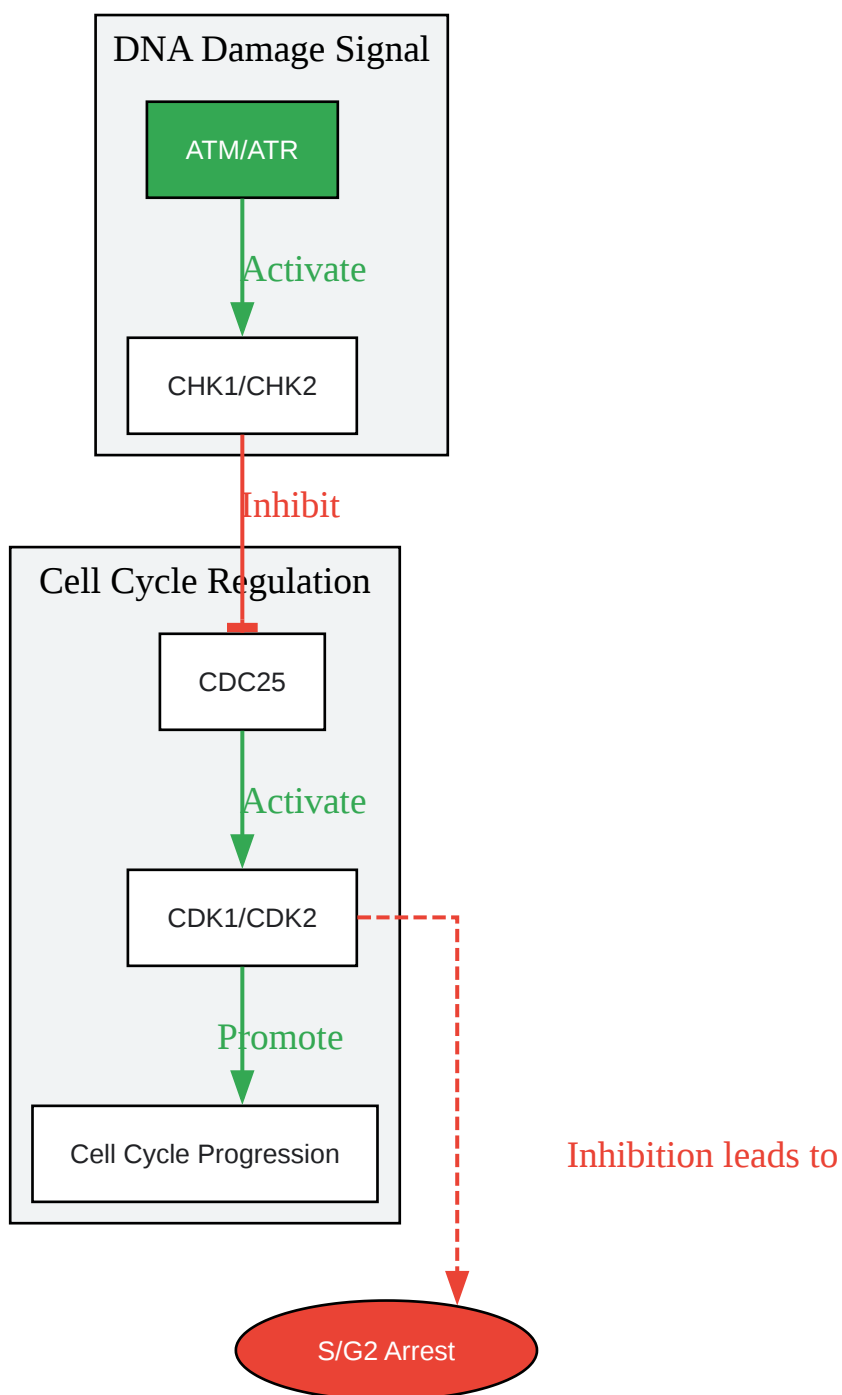 DNA Damage Signal
ATM/ATR
Activate
CHK1/CHK2
Inhibit
Cell Cycle Regulation
CDC25
Activate
CDK1/CDK2
Promote
Cell Cycle Progression
Inhibition leads to
S/G2 Arrest